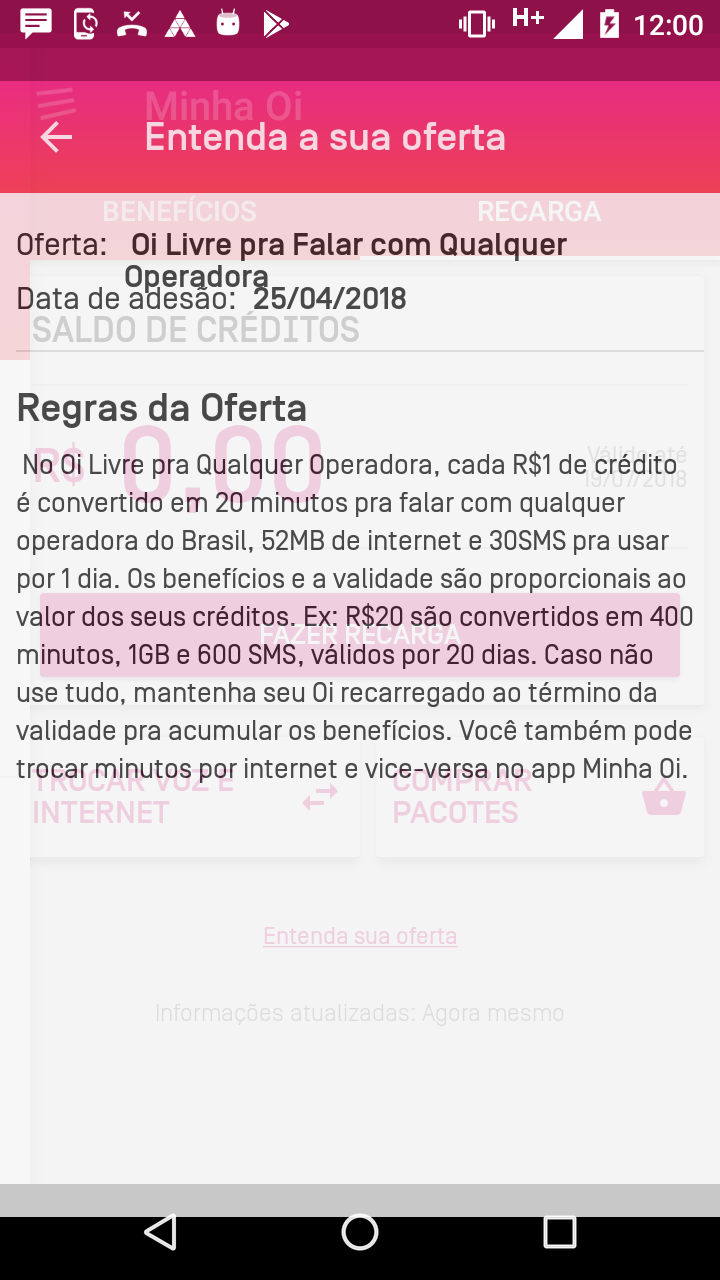 H+ 12:00
Minha Oi
Entenda a sua oferta
BENEFÍCIOS RECARGA
Oferta: Oi Livre pra Falar com Qualquer
Operadora
Data de adesão: 25/04/2018
SALDO DE CRÉDITOS
Regras da Oferta
R$ 0,00
Válido até
19/07/2018
No Oi Livre pra Qualquer Operadora, cada R$1 de crédito
é convertido em 20 minutos pra falar com qualquer
operadora do Brasil, 52MB de internet e 30SMS pra usar
por 1 dia. Os benefícios e a validade são proporcionais ao
valor dos seus créditos. Ex: R$20 são convertidos em 400
FAZER RECARGA
minutos, 1GB e 600 SMS, válidos por 20 dias. Caso não
use tudo, mantenha seu Oi recarregado ao término da
validade pra acumular os benefícios. Você também pode
trocar minutos por internet e vice-versa no app Minha Oi.
TROCAR VOZ E
INTERNET
COMPRAR
PACOTES
Entenda sua oferta
Informações atualizadas: Agora mesmo